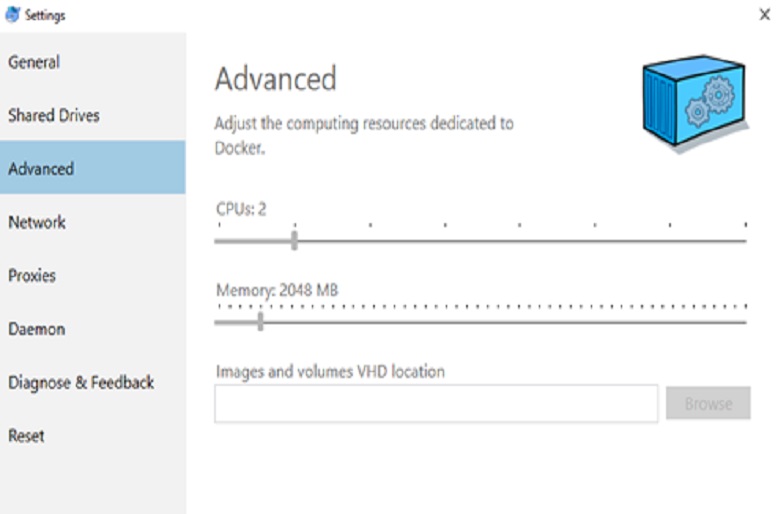 Settings
X
General
Shared Drives
Advanced
Network
Proxies
Daemon
Diagnose & Feedback
Reset
Advanced
Adjust the computing resources dedicated to
Docker.
CPUs: 2
Memory: 2048 MB
Images and volumes VHD location
Browse